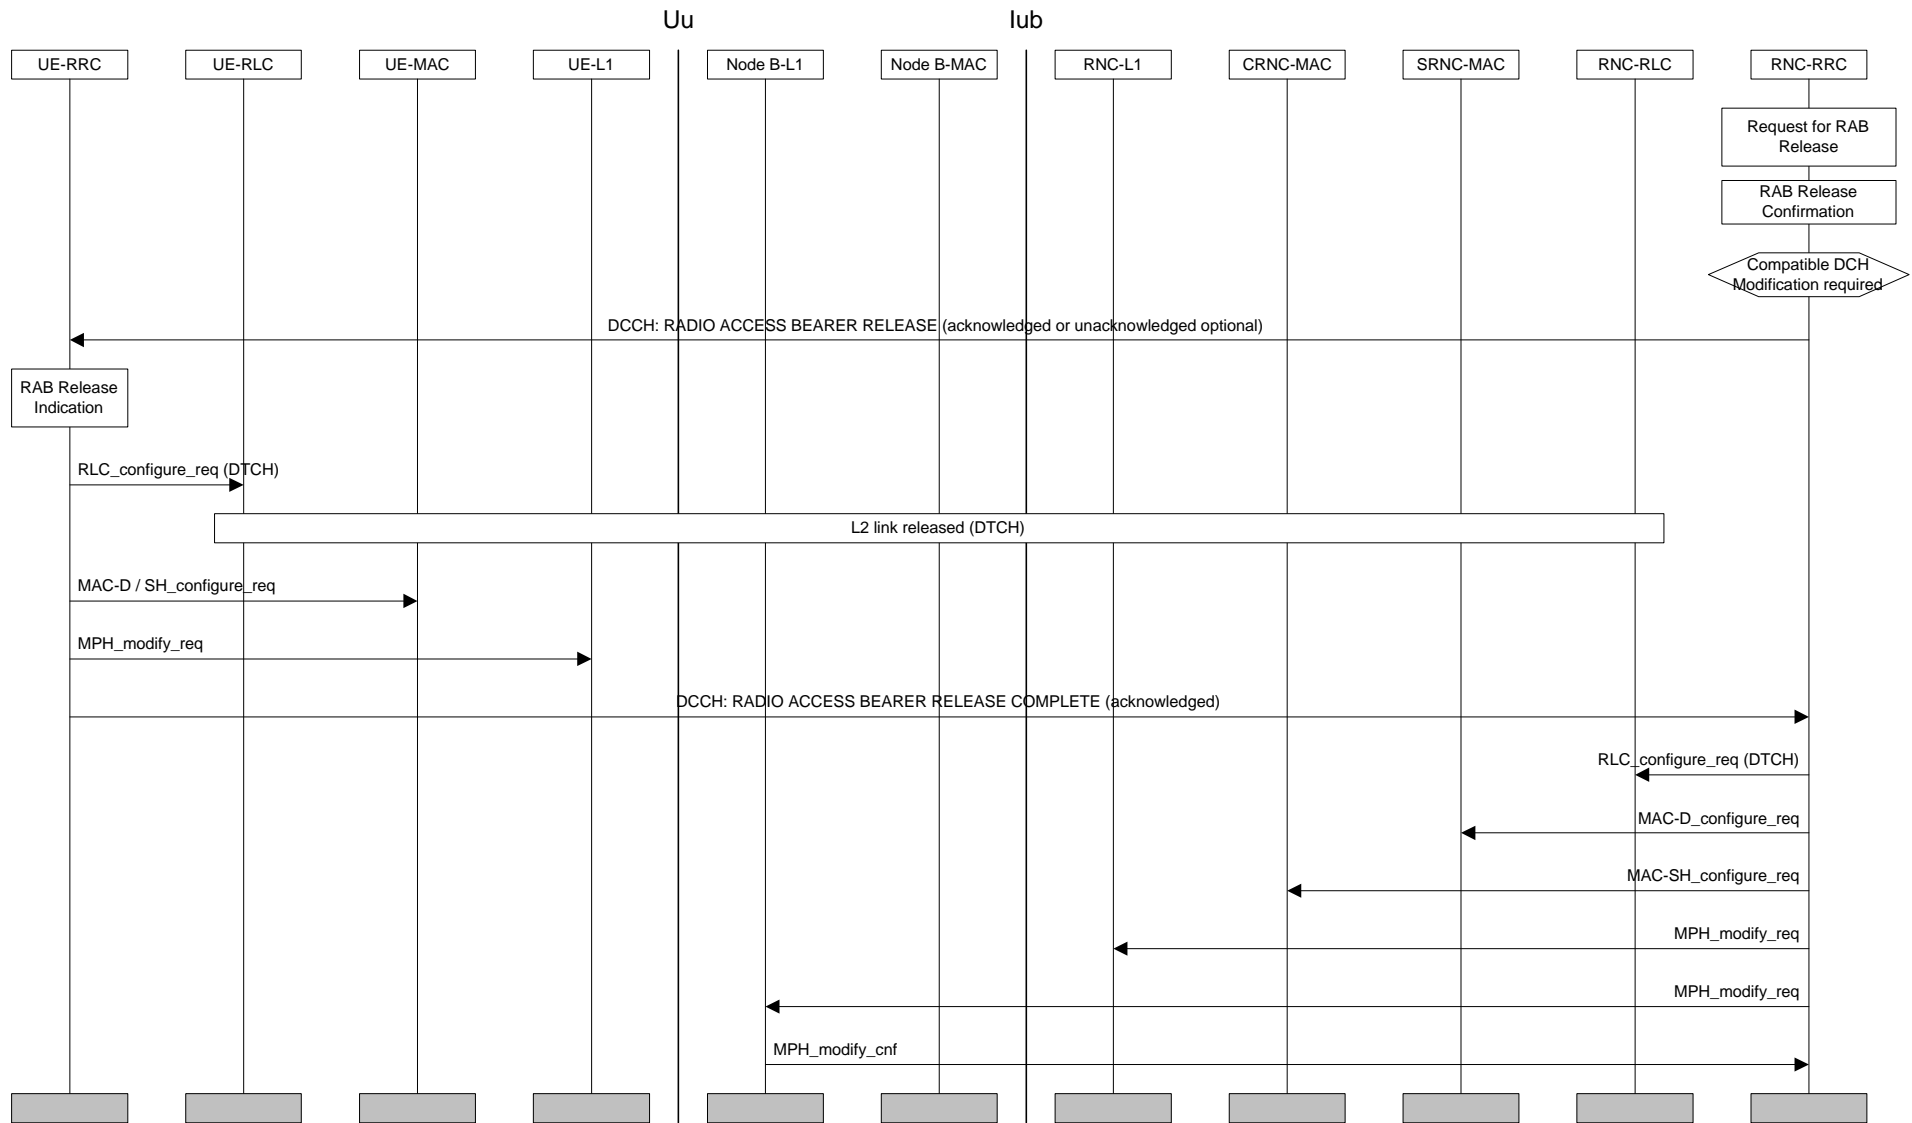 Uu
Iub
UE-RRC
UE-RLC
UE-MAC
UE-L1
Node B-L1
Node B-MAC
RNC-L1
CRNC-MAC
SRNC-MAC
RNC-RLC
RNC-RRC
Request for RAB
Release
RAB Release
Confirmation
Compatible DCH
Modification required
DCCH: RADIO ACCESS BEARER RELEASE (acknowledged or unacknowledged optional)
RAB Release
Indication
RLC_configure_req (DTCH)
L2 link released (DTCH)
MAC-D / SH_configure_req
MPH_modify_req
DCCH: RADIO ACCESS BEARER RELEASE COMPLETE (acknowledged)
RLC_configure_req (DTCH)
MAC-D_configure_req
MAC-SH_configure_req
MPH_modify_req
MPH_modify_req
MPH_modify_cnf